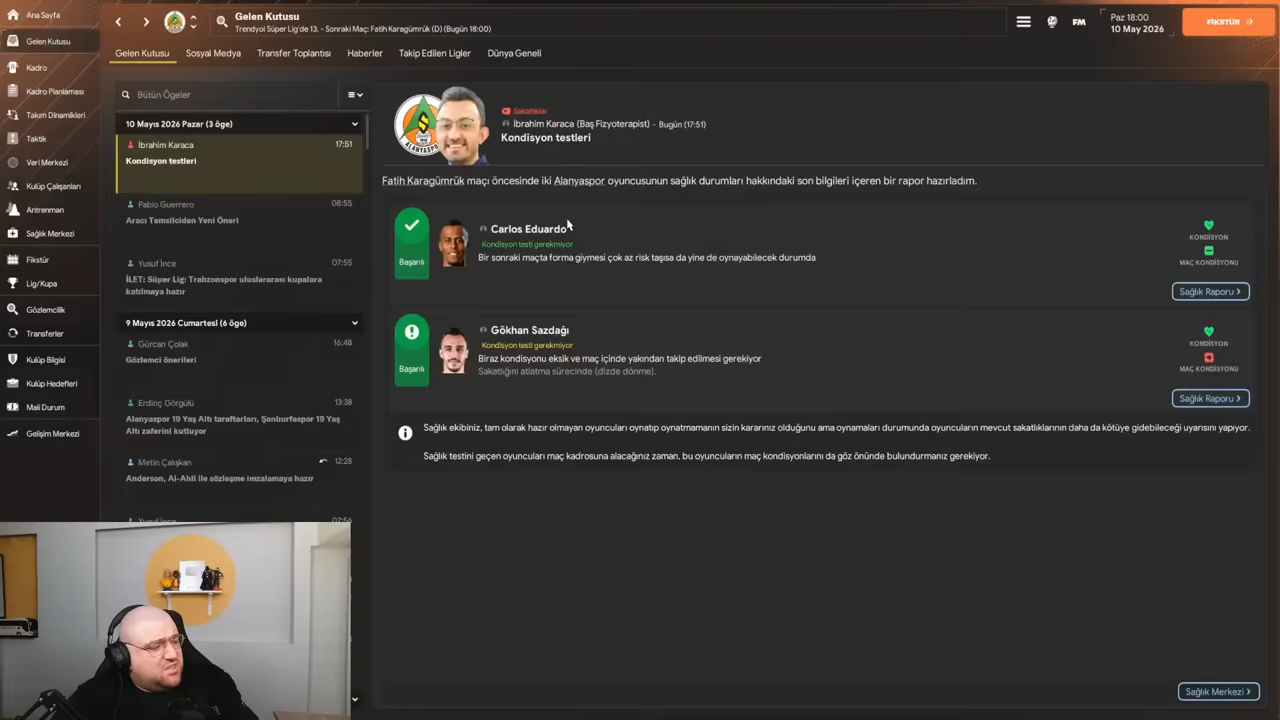 Ana Sayfa
Gelen Kutusu
Kadro
Kadro Planlaması
Takım Dinamikleri
Taktik
Veri Merkezi
Kulüp Çalışanları
Antrenman
Sağlık Merkezi
Fikstür
Lig/Kupa
Gözlemcilik
Transferler
Kulüp Bilgisi
Kulüp Hedefleri
Mali Durum
Gelişim Merkezi
Gelen Kutusu
Trendyol Süper Lig'de 13. - Sonraki Maç: Fatih Karagümrük (D) (Bugün 18:00)
FM
Paz 18:00
10 May 2026
FİKSTÜR
Gelen Kutusu
Sosyal Medya
Transfer Toplantısı
Haberler
Takip Edilen Ligler
Dünya Geneli
Bütün Ögeler
10 Mayıs 2026 Pazar (3 öge)
İbrahim Karaca 17:51
Kondisyon testleri
Pablo Guerrero 08:55
Aracı Temsilciden Yeni Öneri
Yusuf İnce 07:55
İLET: Süper Lig: Trabzonspor uluslararası kupalara
katılmaya hazır
9 Mayıs 2026 Cumartesi (6 öge)
Gürcan Çolak 16:48
Gözlemci önerileri
Erdinç Görgülü 13:38
Alanyaspor 19 Yaş Altı taraftarları, Şanlıurfaspor 19 Yaş
Altı zaferini kutluyor
Metin Çalışkan 12:28
Anderson, Al-Ahli ile sözleşme imzalamaya hazır
Yusuf İnce 07:56
ALANYASPOR
Sakatlıklar
İbrahim Karaca (Baş Fizyoterapist) - Bugün (17:51)
Kondisyon testleri
Fatih Karagümrük maçı öncesinde iki Alanyaspor oyuncusunun sağlık durumları hakkındaki son bilgileri içeren bir rapor hazırladım.
Başarılı
Carlos Eduardo
Kondisyon testi gerekmiyor
Bir sonraki maçta forma giymesi çok az risk taşısa da yine de oynayabilecek durumda
KONDİSYON
MAÇ KONDİSYONU
Sağlık Raporu
Başarılı
Gökhan Sazdağı
Kondisyon testi gerekmiyor
Biraz kondisyonu eksik ve maç içinde yakından takip edilmesi gerekiyor
Sakatlığını atlatma sürecinde (dizde dönme).
KONDİSYON
MAÇ KONDİSYONU
Sağlık Raporu
Sağlık ekibiniz, tam olarak hazır olmayan oyuncuları oynatıp oynatmamanın sizin kararınız olduğunu ama oynamaları durumunda oyuncuların mevcut sakatlıklarının daha da kötüye gidebileceği uyarısını yapıyor.
Sağlık testini geçen oyuncuları maç kadrosuna alacağınız zaman, bu oyuncuların maç kondisyonlarını da göz önünde bulundurmanız gerekiyor.
Sağlık Merkezi